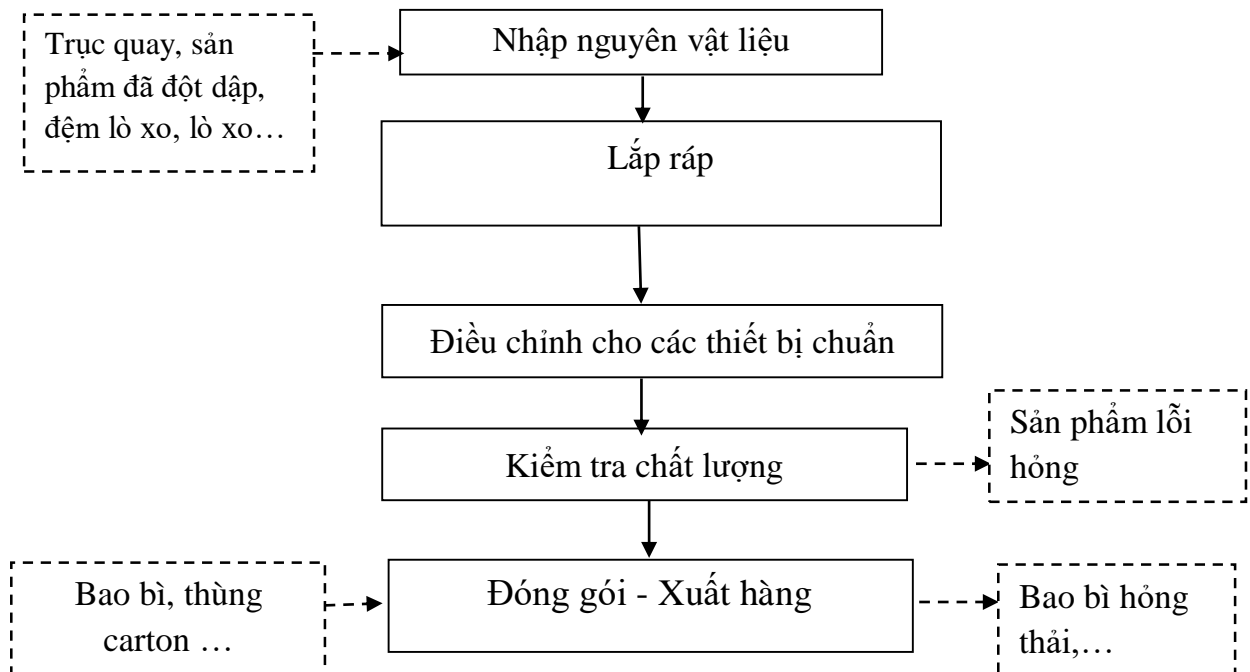 Trục quay, sản
phẩm đã đột dập,
đệm lò xo, lò xo…
Nhập nguyên vật liệu
Lắp ráp
Điều chỉnh cho các thiết bị chuẩn
Kiểm tra chất lượng
Sản phẩm lỗi
hỏng
Bao bì, thùng
carton …
Đóng gói - Xuất hàng
Bao bì hỏng
thải,…